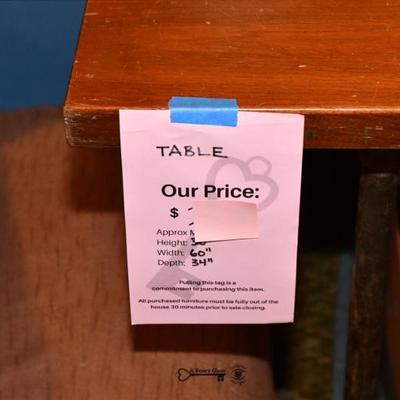 TABLE
Our Price:
$
Approx
Height: 30"
Width: 60"
Depth: 34"
Pulling this tag is a
commitment to purchasing this item.
All purchased furniture must be fully out of the
house 30 minutes prior to sale closing.